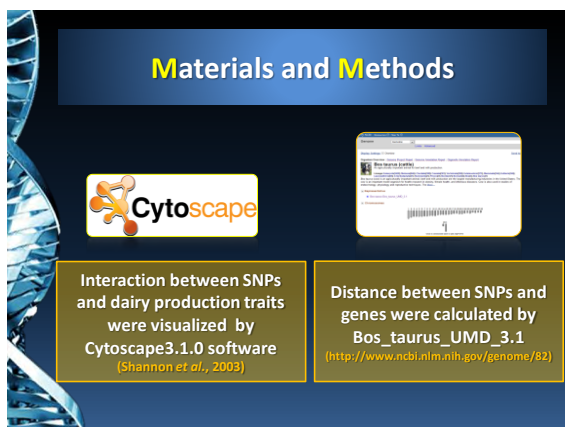 Materials and Methods
Cytoscape
Bos taurus (cattle)
Interaction between SNPs
and dairy production traits
were visualized by
Cytoscape3.1.0 software
(Shannon et al., 2003)
Distance between SNPs and
genes were calculated by
Bos_taurus_UMD_3.1
(http://www.ncbi.nlm.nih.gov/genome/82)